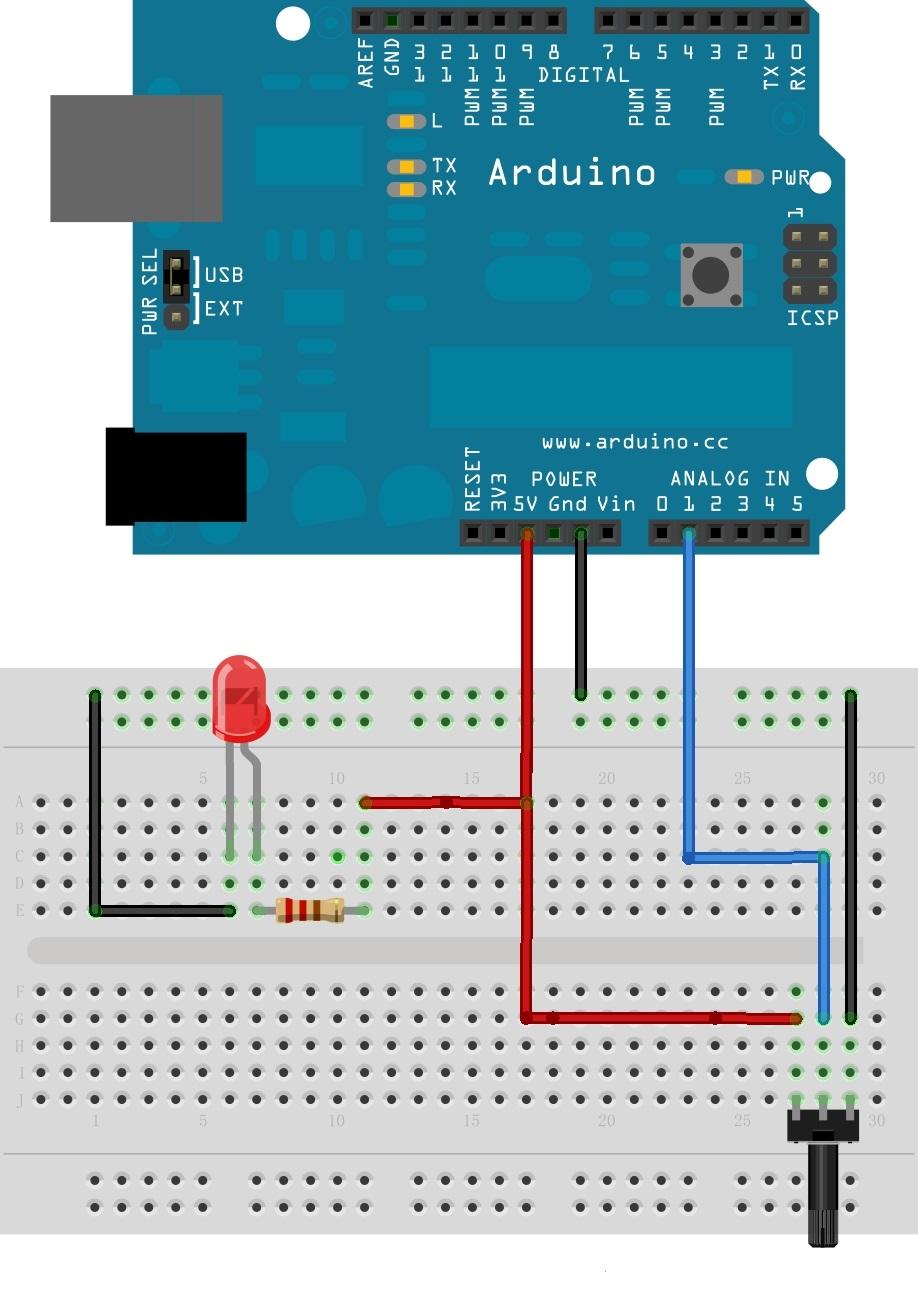 AREF GND 13 12 11 10 9 8 7 6 5 4 3 2 TX 1 RX 0
PWM PWM PWM DIGITAL PWM PWM PWM
L
TX
RX
Arduino
PWR
1
ICSP
PWR SEL
USB
EXT
www.arduino.cc
POWER ANALOG IN
RESET 3V3 5V Gnd Vin 0 1 2 3 4 5
5 10 15 20 25 30
A
B
C
D
E
F
G
H
I
J
1 5 10 15 20 25 30